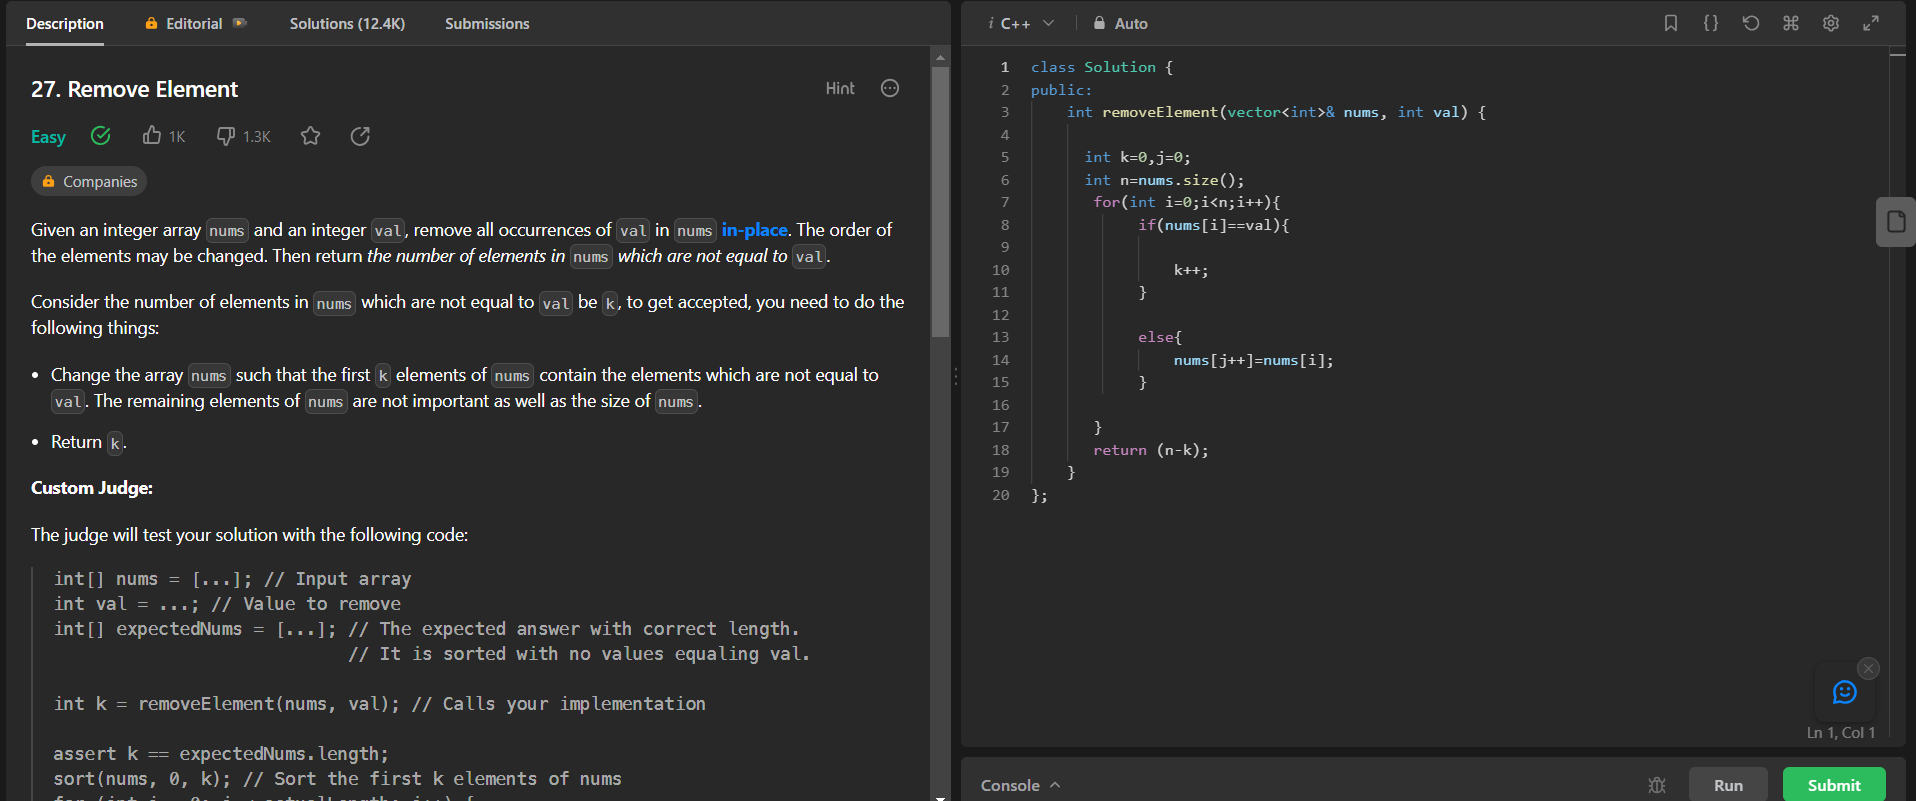 Description
Editorial
Solutions (12.4K)
Submissions
27. Remove Element
Hint
Easy
1K
1.3K
Companies
Given an integer array nums and an integer val, remove all occurrences of val in nums in-place. The order of
the elements may be changed. Then return the number of elements in nums which are not equal to val.
Consider the number of elements in nums which are not equal to val be k, to get accepted, you need to do the
following things:
• Change the array nums such that the first k elements of nums contain the elements which are not equal to
val. The remaining elements of nums are not important as well as the size of nums.
• Return k.
Custom Judge:
The judge will test your solution with the following code:
int[] nums = [...]; // Input array
int val = ...; // Value to remove
int[] expectedNums = [...]; // The expected answer with correct length.
// It is sorted with no values equaling val.
int k = removeElement(nums, val); // Calls your implementation
assert k == expectedNums.length;
sort(nums, 0, k); // Sort the first k elements of nums
i C++
Auto
1 class Solution {
2 public:
3 int removeElement(vector<int>& nums, int val) {
4
5 int k=0,j=0;
6 int n=nums.size();
7 for(int i=0;i<n;i++){
8 if(nums[i]==val){
9
10 k++;
11 }
12
13 else{
14 nums[j++]=nums[i];
15 }
16
17 }
18 return (n-k);
19 }
20 };
Ln 1, Col 1
Console
Run
Submit